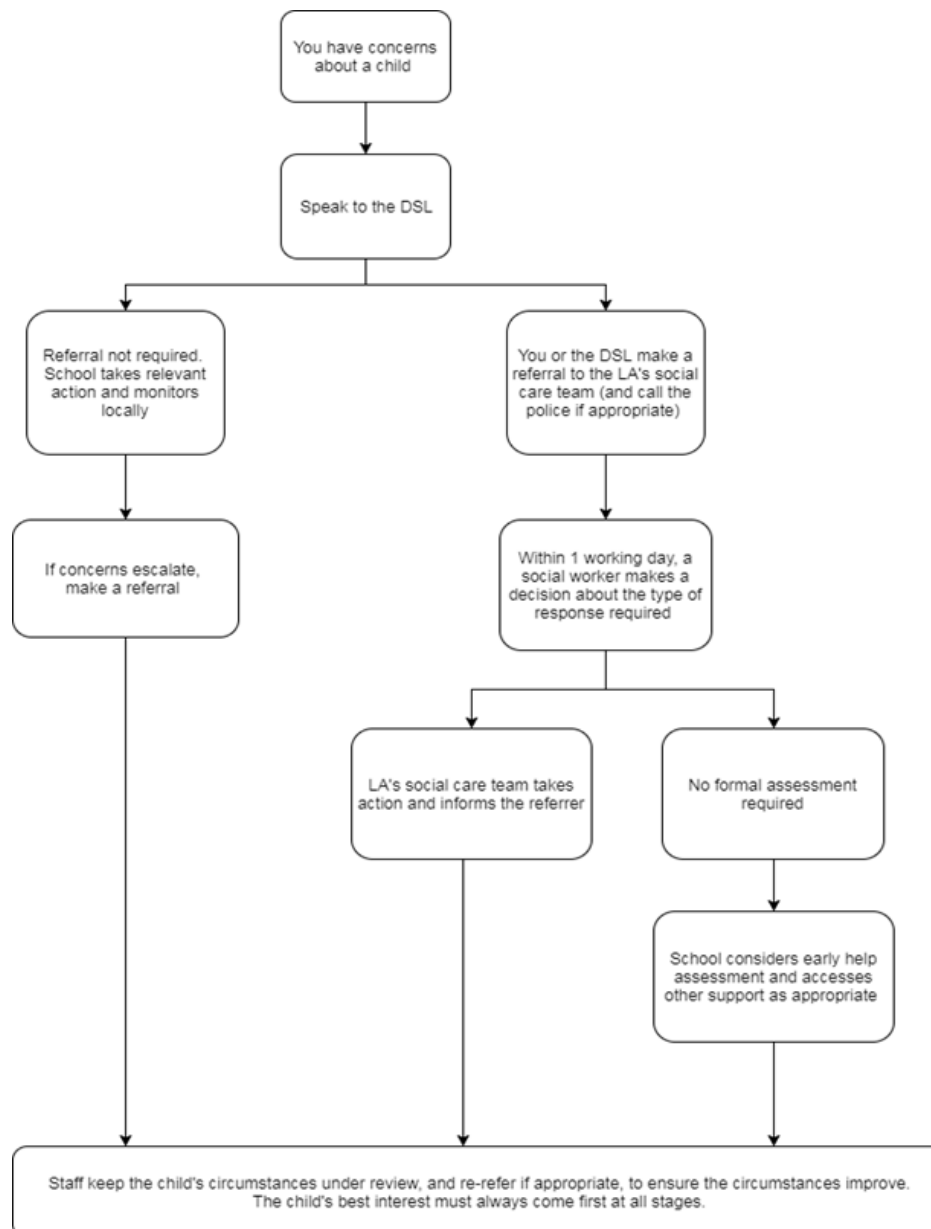 You have concerns
about a child
Speak to the DSL
Referral not required.
School takes relevant
action and monitors
locally
You or the DSL make a
referral to the LA's social
care team (and call the
police if appropriate)
If concerns escalate,
make a referral
Within 1 working day, a
social worker makes a
decision about the type of
response required
LA's social care team takes
action and informs the referrer
No formal assessment
required
School considers early help
assessment and accesses
other support as appropriate
Staff keep the child's circumstances under review, and re-refer if appropriate, to ensure the circumstances improve.
The child's best interest must always come first at all stages.